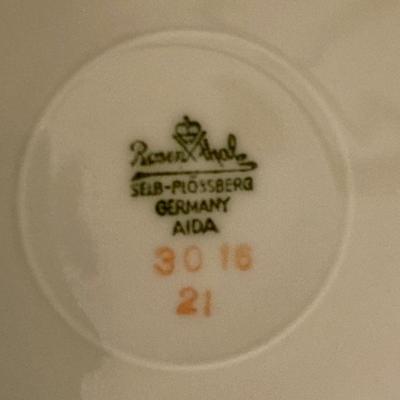 Rosenthal
SELB-PLÖSSBERG
GERMANY
AIDA
3016
21